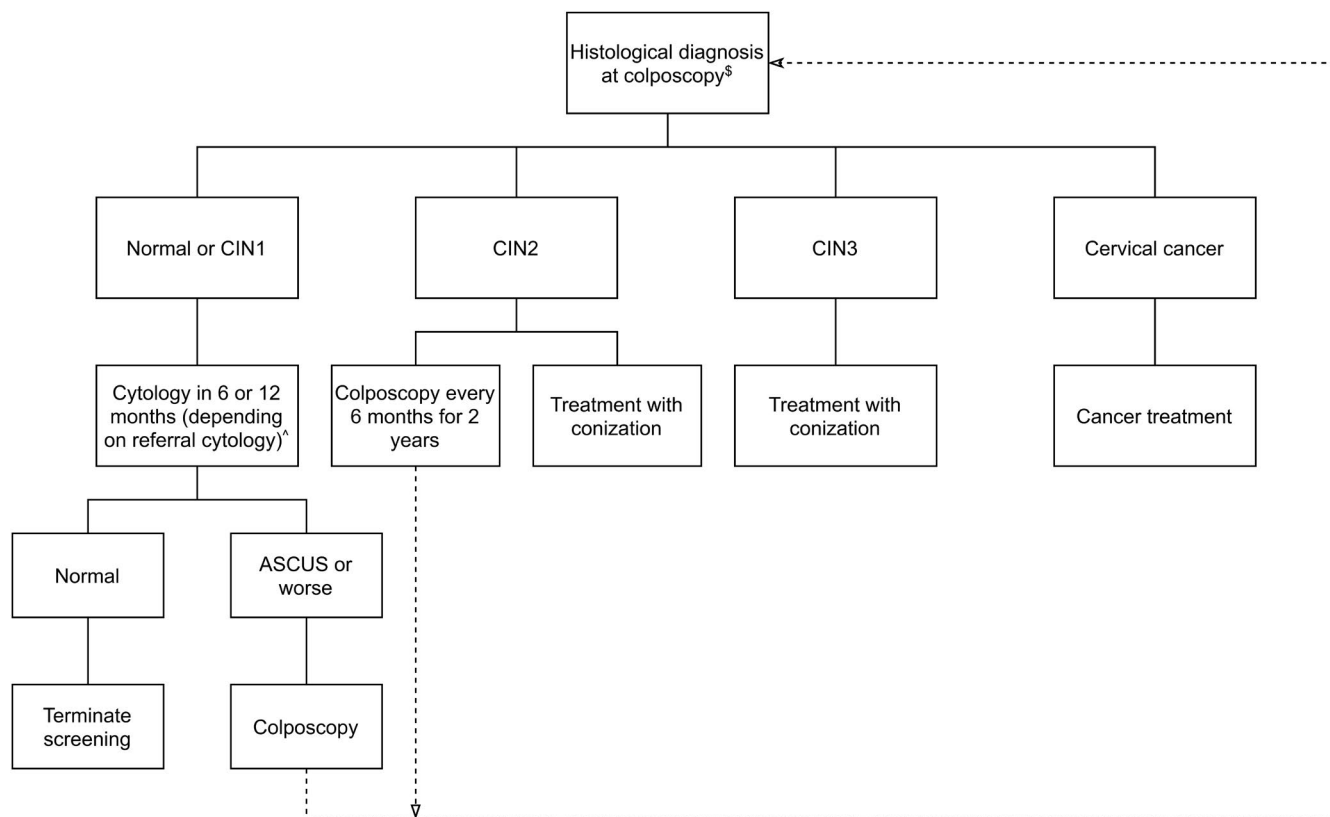 Histological diagnosis
at colposcopy$
Normal or CIN1
CIN2
CIN3
Cervical cancer
Cytology in 6 or 12
months (depending
on referral cytology)^
Colposcopy every
6 months for 2
years
Treatment with
conization
Treatment with
conization
Cancer treatment
Normal
ASCUS or
worse
Terminate
screening
Colposcopy